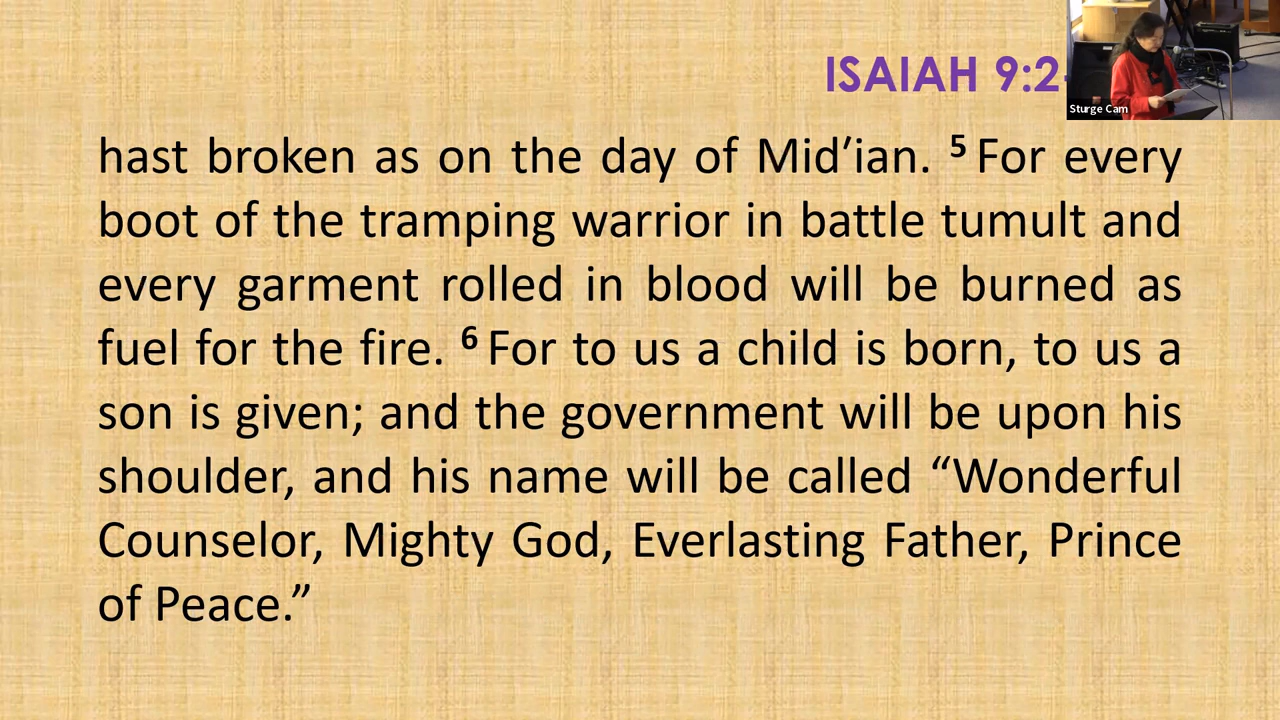 ISAIAH 9:2-
Sturge Cam
hast broken as on the day of Mid′ian. ⁵ For every
boot of the tramping warrior in battle tumult and
every garment rolled in blood will be burned as
fuel for the fire. ⁶ For to us a child is born, to us a
son is given; and the government will be upon his
shoulder, and his name will be called “Wonderful
Counselor, Mighty God, Everlasting Father, Prince
of Peace.”